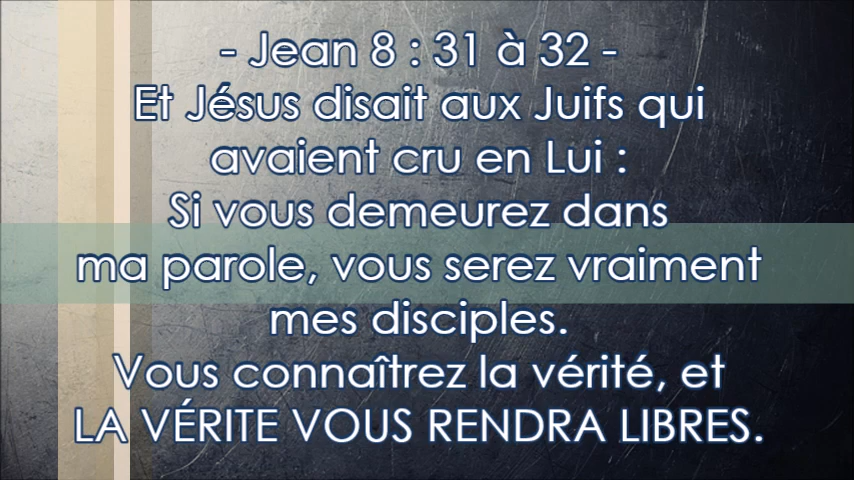 - Jean 8 : 31 à 32 -
Et Jésus disait aux Juifs qui
avaient cru en Lui :
Si vous demeurez dans
ma parole, vous serez vraiment
mes disciples.
Vous connaîtrez la vérité, et
LA VÉRITE VOUS RENDRA LIBRES.